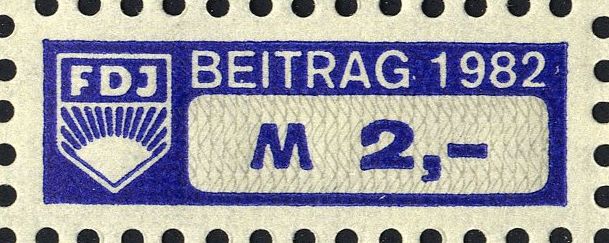 FDJ
BEITRAG 1982
M 2,-